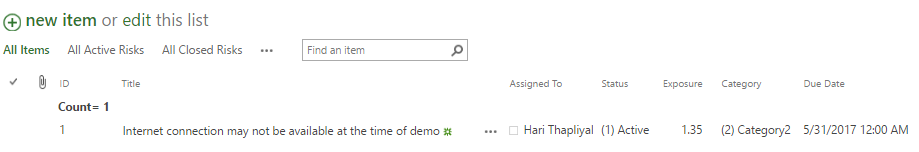 new item or edit this list
All Items All Active Risks All Closed Risks ••• Find an item
ID Title Assigned To Status Exposure Category Due Date
Count= 1
1 Internet connection may not be available at the time of demo ••• Hari Thapliyal (1) Active 1.35 (2) Category2 5/31/2017 12:00 AM